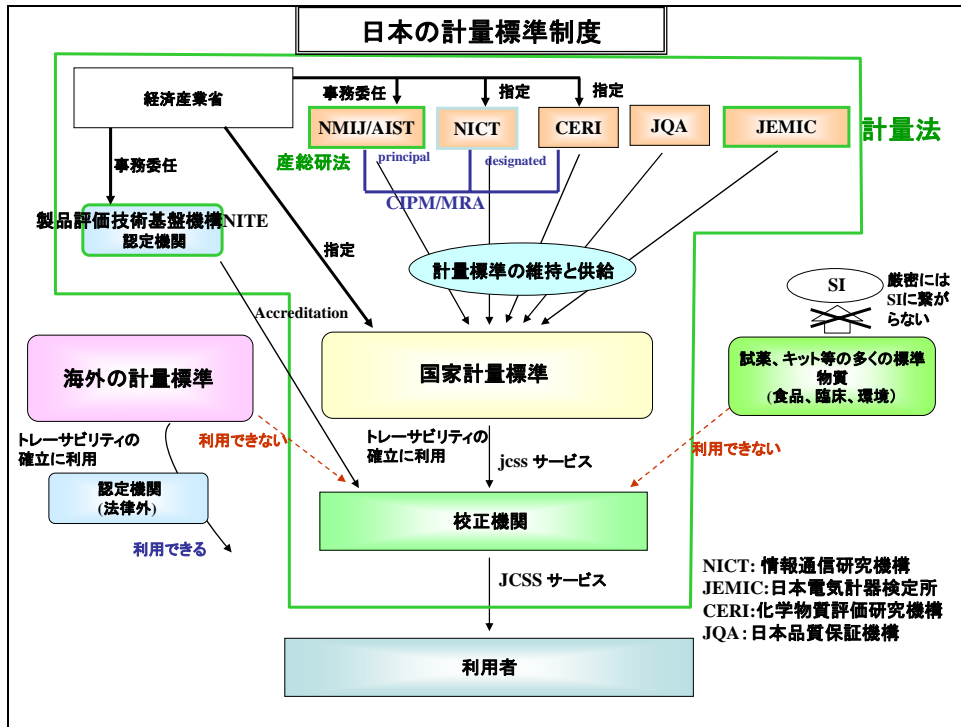 日本の計量標準制度
経済産業省
事務委任
指定
指定
NMIJ/AIST
NICT
CERI
JQA
JEMIC
計量法
産総研法
principal
designated
CIPM/MRA
事務委任
製品評価技術基盤機構NITE
認定機関
指定
計量標準の維持と供給
SI
厳密には
SIに繋が
らない
Accreditation
海外の計量標準
国家計量標準
試薬、キット等の多くの標準
物質
(食品、臨床、環境)
トレーサビリティの
確立に利用
利用できない
トレーサビリティの
確立に利用
jcss サービス
利用できない
認定機関
(法律外)
利用できる
校正機関
JCSS サービス
NICT: 情報通信研究機構
JEMIC:日本電気計器検定所
CERI:化学物質評価研究機構
JQA:日本品質保証機構
利用者